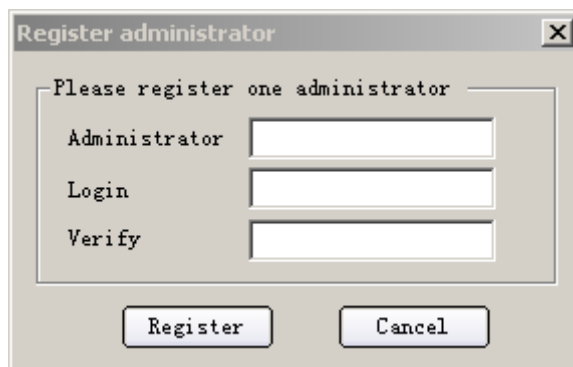 Register administrator
Please register one administrator
Administrator
Login
Verify
Register
Cancel